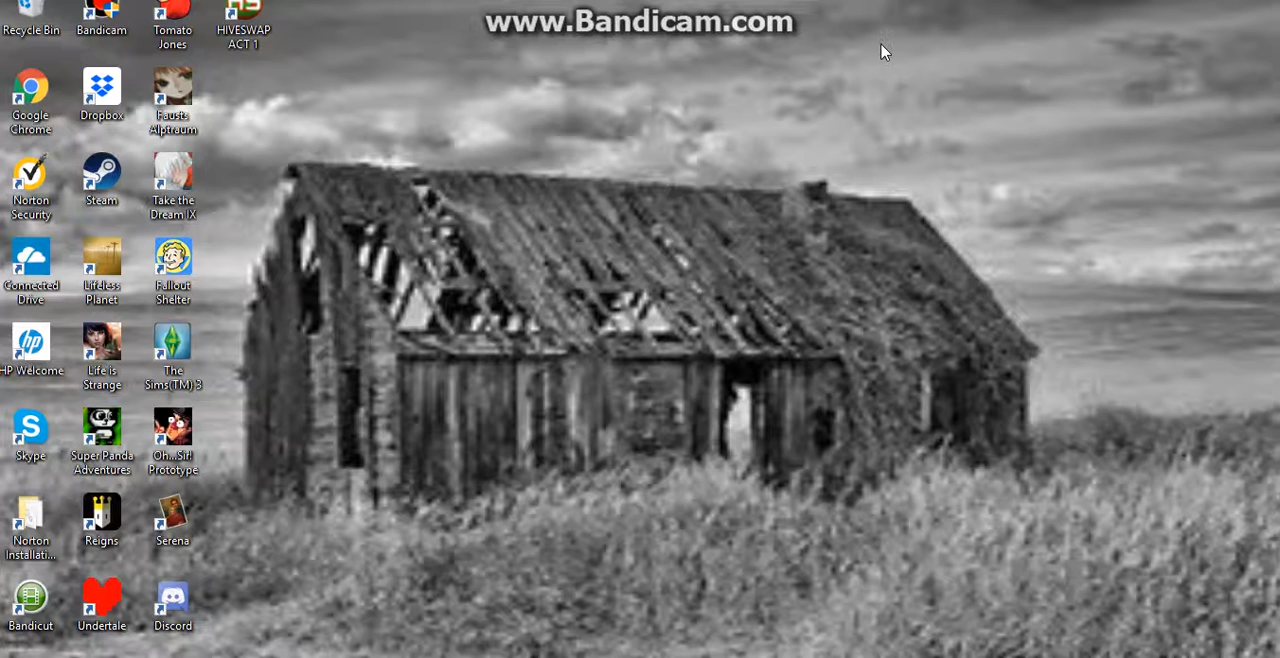 www.Bandicam.com
Recycle Bin
Bandicam
Tomato
Jones
HIVESWAP
ACT 1
Google
Chrome
Dropbox
Fausts
Alptraum
Norton
Security
Steam
Take the
Dream IX
Connected
Drive
Lifeless
Planet
Fallout
Shelter
hp
HP Welcome
Life is
Strange
The
Sims(TM) 3
S
Skype
Super Panda
Adventures
Oh...Sir!
Prototype
Norton
Installati...
Reigns
Serena
Bandicut
Undertale
Discord